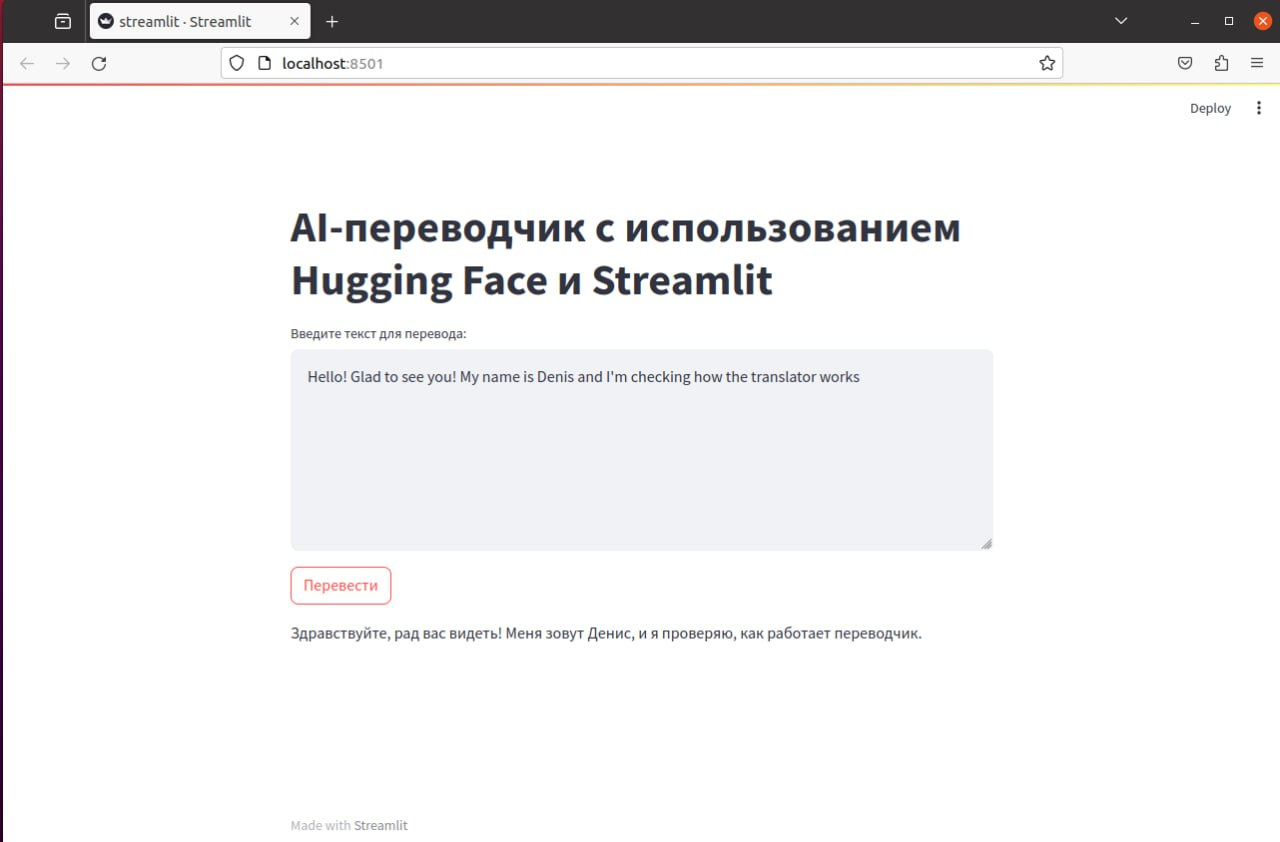 streamlit · Streamlit
localhost:8501
Deploy
AI-переводчик с использованием
Hugging Face и Streamlit
Введите текст для перевода:
Hello! Glad to see you! My name is Denis and I'm checking how the translator works
Перевести
Здравствуйте, рад вас видеть! Меня зовут Денис, и я проверяю, как работает переводчик.
Made with Streamlit